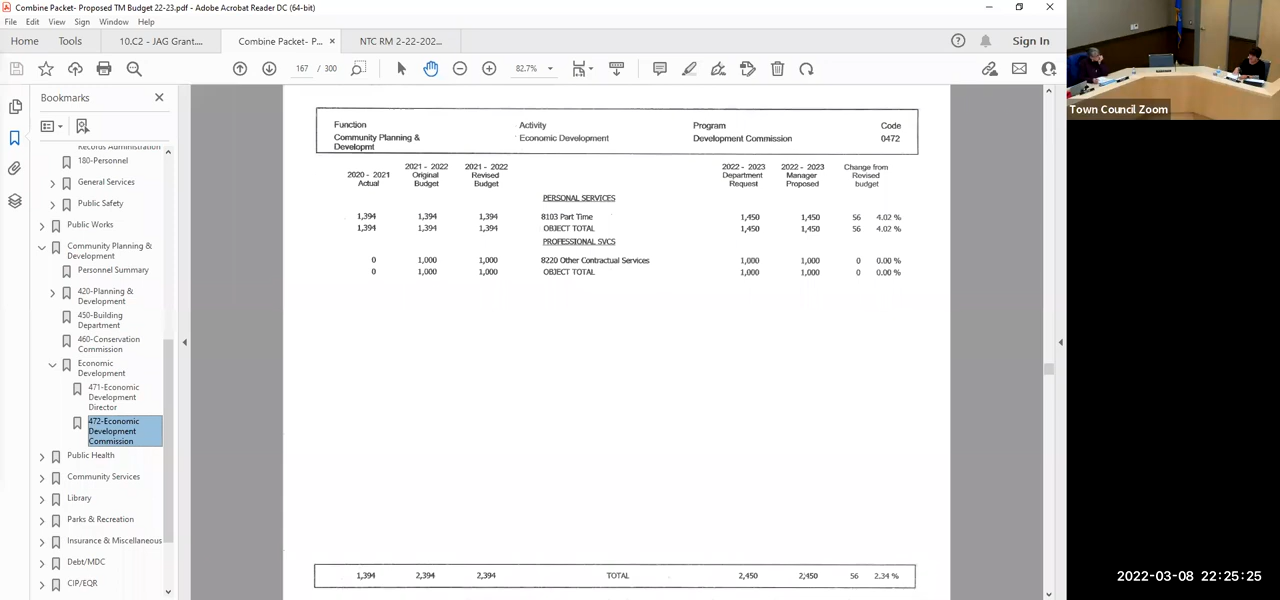 Combine Packet- Proposed TM Budget 22-23.pdf - Adobe Acrobat Reader DC (64-bit)
File Edit View Sign Window Help
Home Tools 10.C2 - JAG Grant.... Combine Packet- P... × NTC RM 2-22-202... Sign In
167 / 300 82.7%
Bookmarks
Records Administration
180-Personnel
General Services
Public Safety
Public Works
Community Planning &
Development
Personnel Summary
420-Planning &
Development
450-Building
Department
460-Conservation
Commission
Economic
Development
471-Economic
Development
Director
472-Economic
Development
Commission
Public Health
Community Services
Library
Parks & Recreation
Insurance & Miscellaneous
Debt/MDC
CIP/EQR
Function Activity Program Code
Community Planning & Economic Development Development Commission 0472
Developmt
2021 - 2022 2021 - 2022 2022 - 2023 2022 - 2023 Change from
2020 - 2021 Original Revised Department Manager Revised
Actual Budget Budget Request Proposed budget
PERSONAL SERVICES
1,394 1,394 1,394 8103 Part Time 1,450 1,450 56 4.02 %
1,394 1,394 1,394 OBJECT TOTAL 1,450 1,450 56 4.02 %
PROFESSIONAL SVCS
0 1,000 1,000 8220 Other Contractual Services 1,000 1,000 0 0.00 %
0 1,000 1,000 OBJECT TOTAL 1,000 1,000 0 0.00 %
1,394 2,394 2,394 TOTAL 2,450 2,450 56 2.34 %
Town Council Zoom
2022-03-08 22:25:25